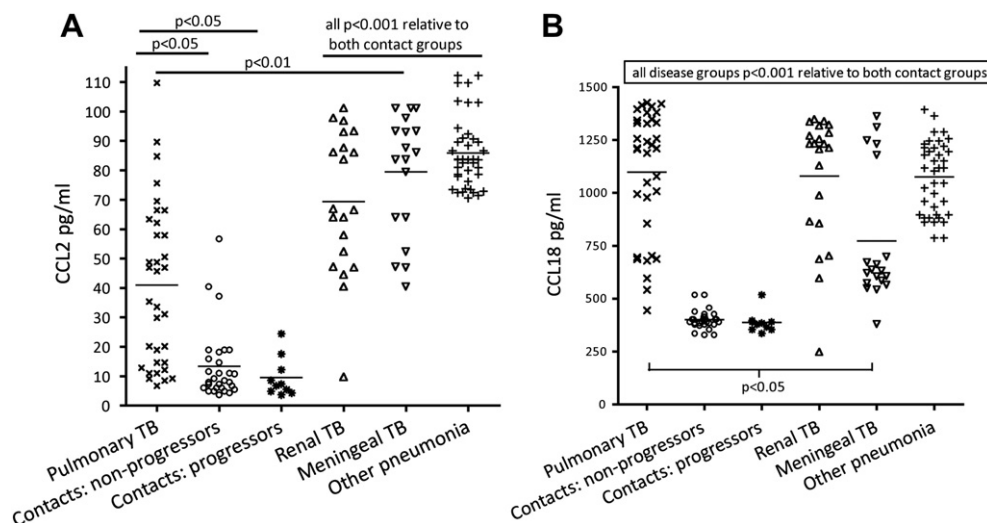 A
p<0.05
p<0.05
p<0.01
all p<0.001 relative to
both contact groups
CCL2 pg/ml
110
100
90
80
70
60
50
40
30
20
10
0
Pulmonary TB
Contacts: non-progressors
Contacts: progressors
Renal TB
Meningeal TB
Other pneumonia
B
all disease groups p<0.001 relative to both contact groups
CCL18 pg/ml
1500
1250
1000
750
500
250
0
p<0.05
Pulmonary TB
Contacts: non-progressors
Contacts: progressors
Renal TB
Meningeal TB
Other pneumonia